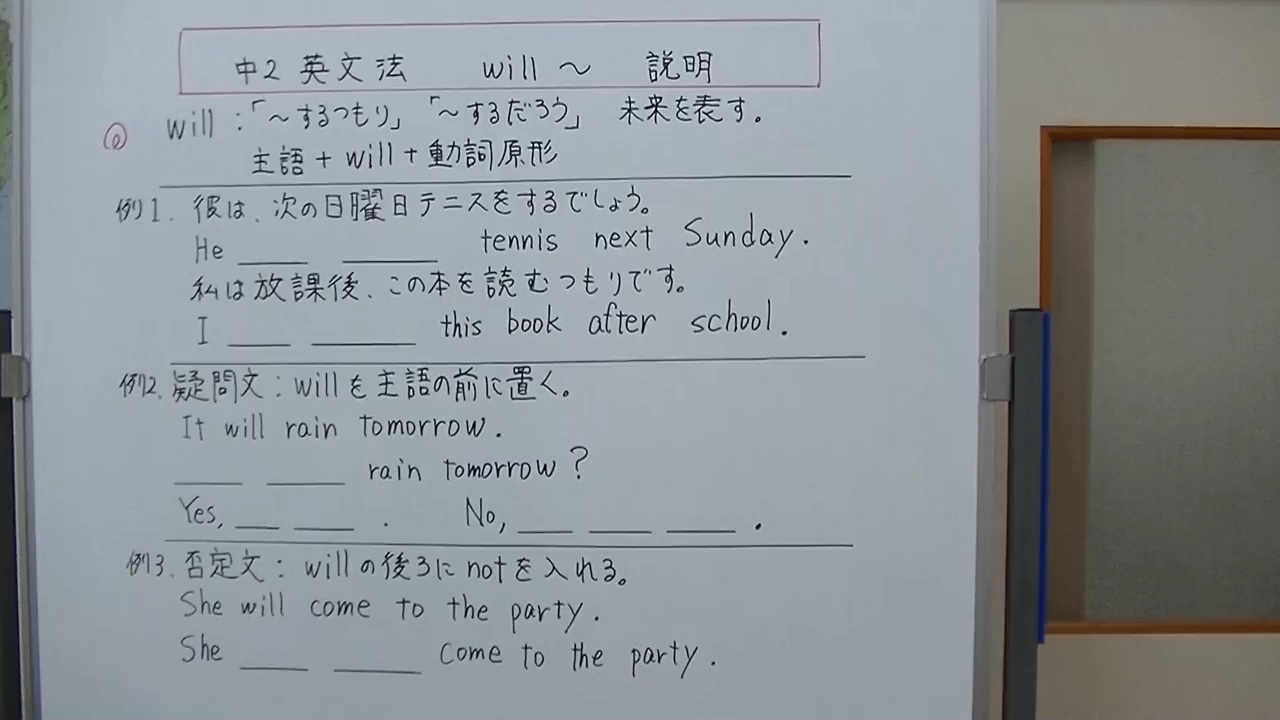 中2 英文法 will ～ 説明
◎ will :「～するつもり」「～するだろう」 未来を表す。
主語 + will + 動詞原形
例1. 彼は、次の日曜日テニスをするでしょう。
He ____ ____ tennis next Sunday.
私は放課後、この本を読むつもりです。
I ____ ____ this book after school.
例2. 疑問文 : willを主語の前に置く。
It will rain tomorrow.
____ ____ rain tomorrow?
Yes, ____ ____ . No, ____ ____ ____ .
例3. 否定文 : willの後ろにnotを入れる。
She will come to the party.
She ____ ____ come to the party.